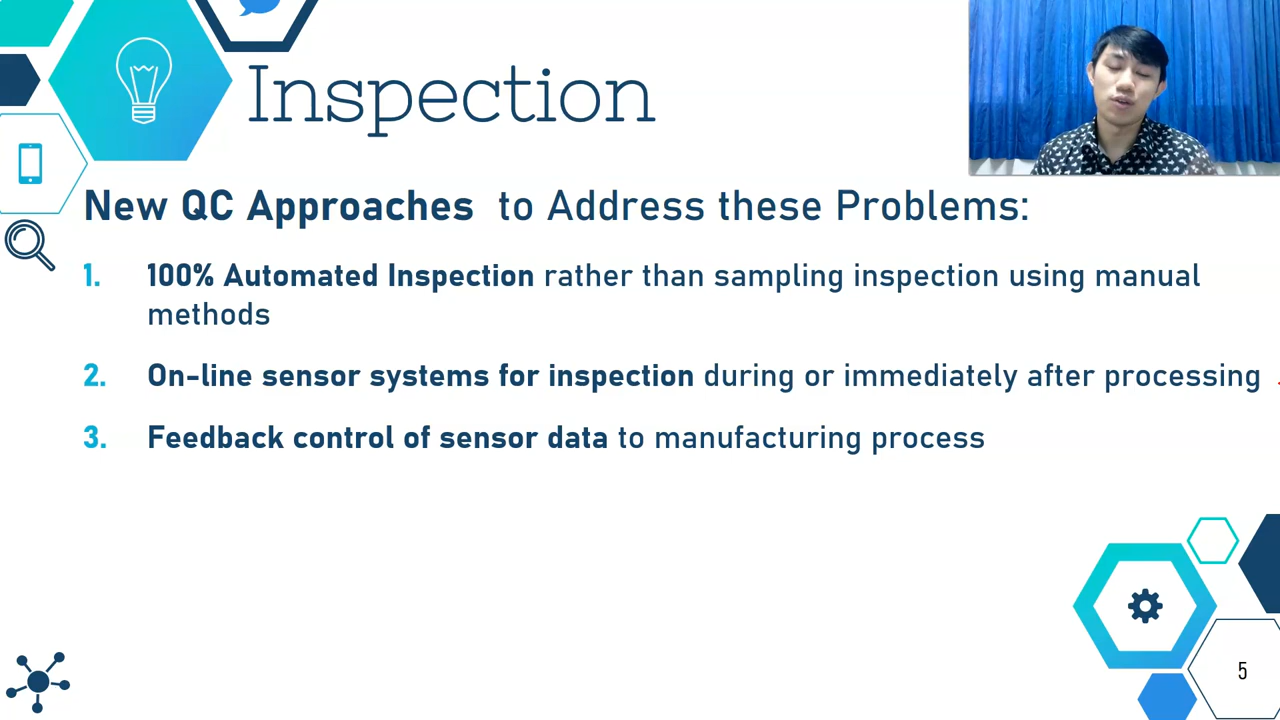 Inspection
New QC Approaches to Address these Problems:
1. 100% Automated Inspection rather than sampling inspection using manual
methods
2. On-line sensor systems for inspection during or immediately after processing
3. Feedback control of sensor data to manufacturing process
5